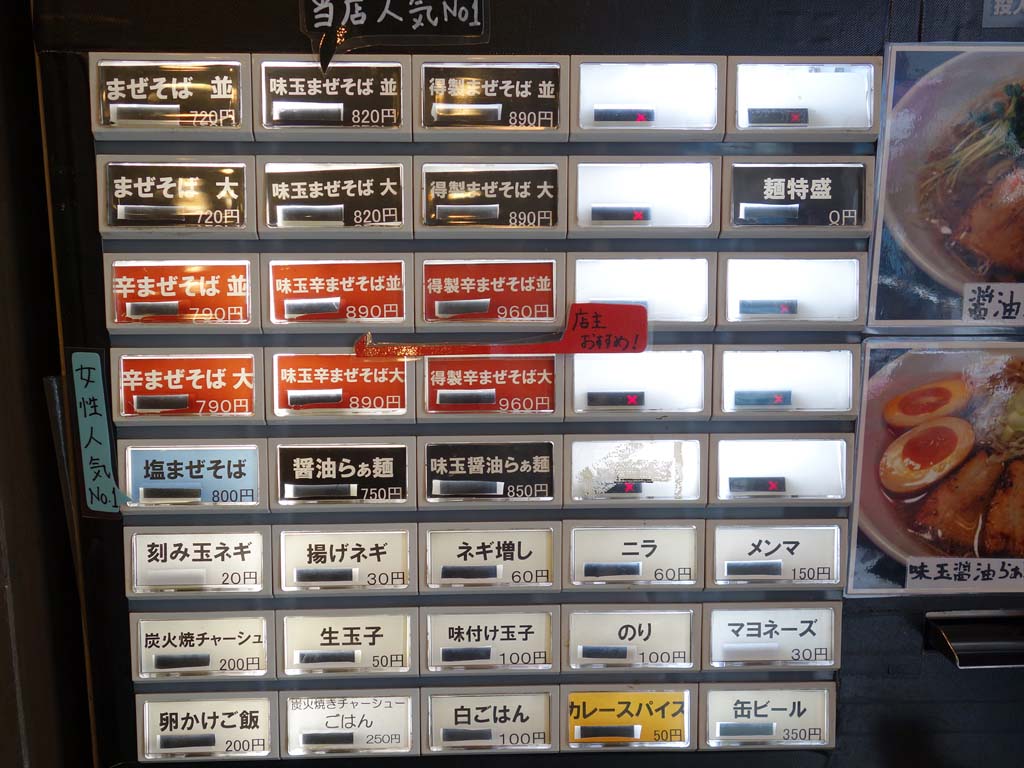 当店人気No1
まぜそば 並
720円
味玉まぜそば 並
820円
得製まぜそば 並
890円
まぜそば 大
720円
味玉まぜそば 大
820円
得製まぜそば 大
890円
麺特盛
0円
辛まぜそば 並
790円
味玉辛まぜそば並
890円
得製辛まぜそば並
960円
店主
おすすめ!
辛まぜそば 大
790円
味玉辛まぜそば大
890円
得製辛まぜそば大
960円
女性人気No.1
塩まぜそば
800円
醤油らぁ麺
750円
味玉醤油らぁ麺
850円
刻み玉ネギ
20円
揚げネギ
30円
ネギ増し
60円
ニラ
60円
メンマ
150円
炭火焼チャーシュ
200円
生玉子
50円
味付け玉子
100円
のり
100円
マヨネーズ
30円
卵かけご飯
200円
炭火焼きチャーシュー
ごはん
250円
白ごはん
100円
カレースパイス
50円
缶ビール
350円
醤油
味玉醤油らぁ